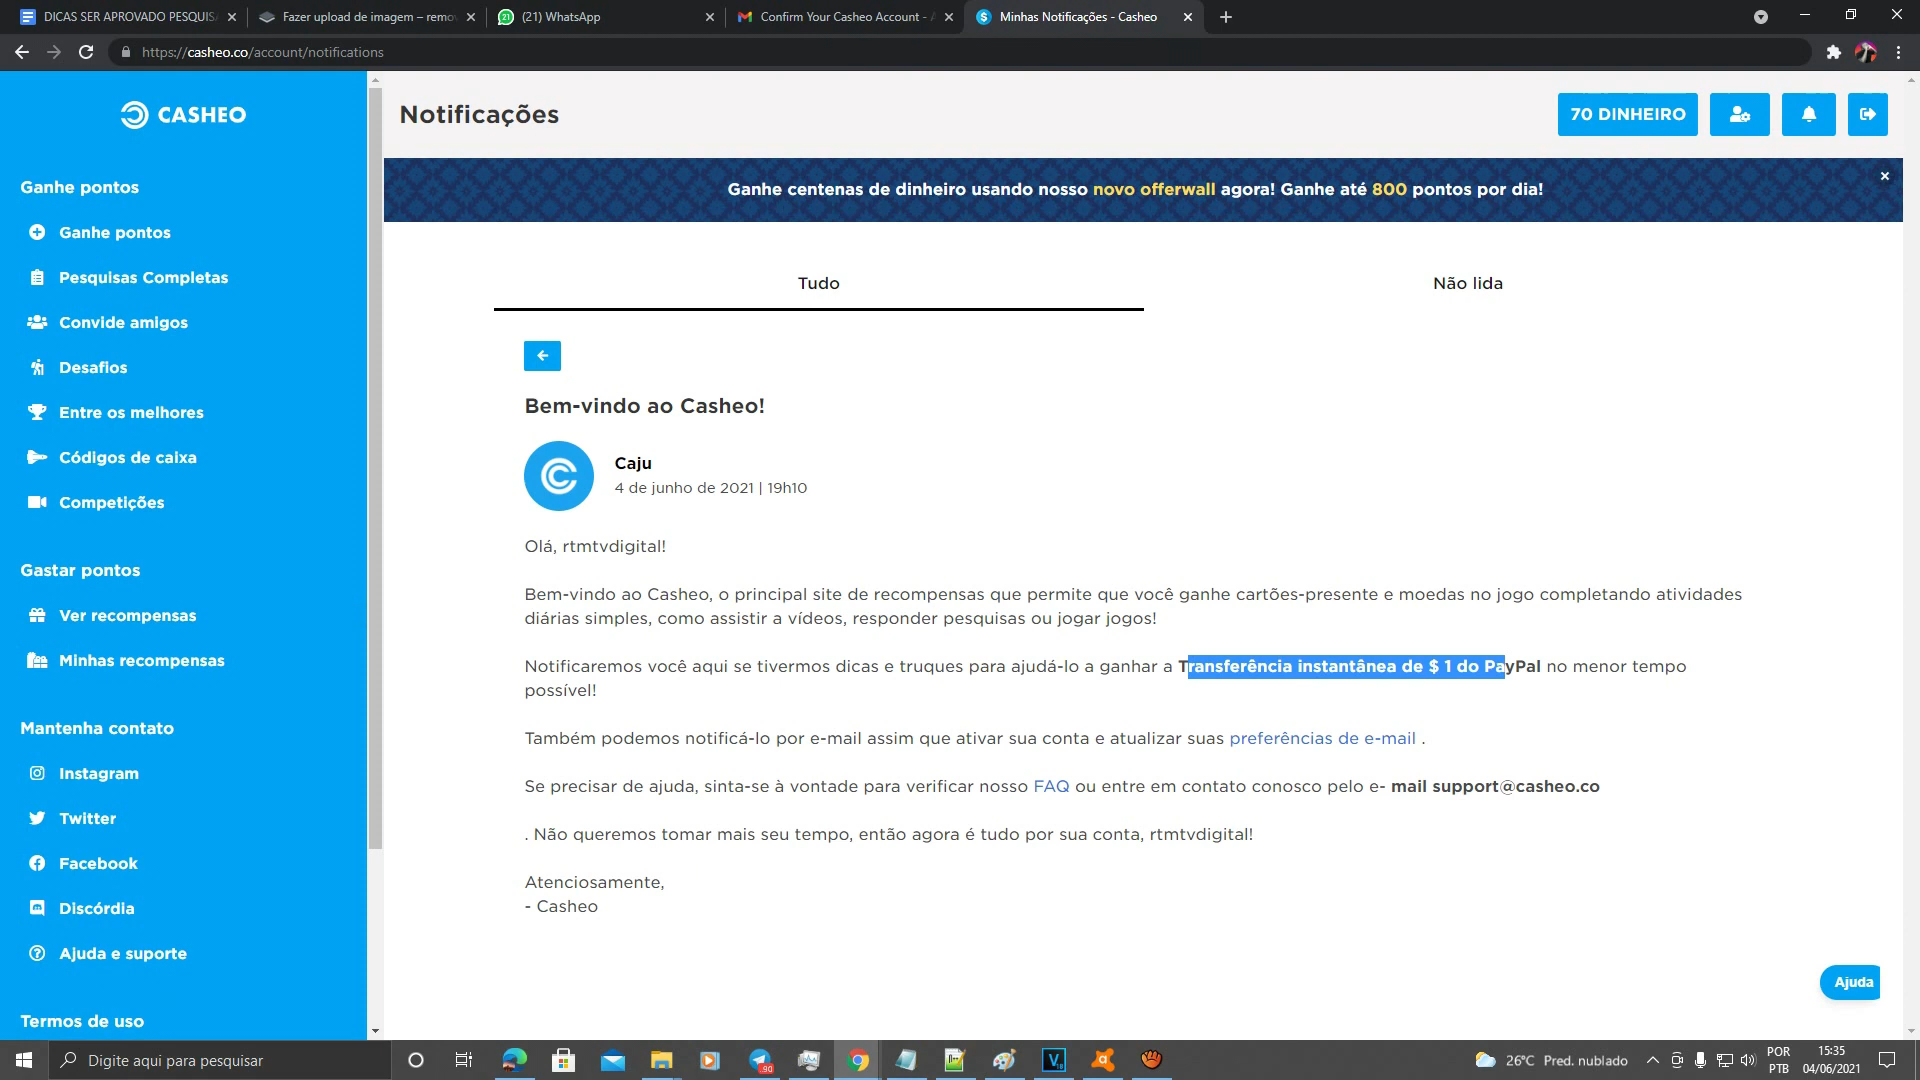 DICAS SER APROVADO PESQUISA
Fazer upload de imagem – remov
(21) WhatsApp
Confirm Your Casheo Account -
Minhas Notificações - Casheo
https://casheo.co/account/notifications
CASHEO
Notificações
70 DINHEIRO
Ganhe centenas de dinheiro usando nosso novo offerwall agora! Ganhe até 800 pontos por dia!
Ganhe pontos
Ganhe pontos
Pesquisas Completas
Convide amigos
Desafios
Entre os melhores
Códigos de caixa
Competições
Gastar pontos
Ver recompensas
Minhas recompensas
Mantenha contato
Instagram
Twitter
Facebook
Discórdia
Ajuda e suporte
Termos de uso
Tudo
Não lida
Bem-vindo ao Casheo!
Caju
4 de junho de 2021 | 19h10
Olá, rtmtvdigital!
Bem-vindo ao Casheo, o principal site de recompensas que permite que você ganhe cartões-presente e moedas no jogo completando atividades
diárias simples, como assistir a vídeos, responder pesquisas ou jogar jogos!
Notificaremos você aqui se tivermos dicas e truques para ajudá-lo a ganhar a Transferência instantânea de $ 1 do PayPal no menor tempo
possível!
Também podemos notificá-lo por e-mail assim que ativar sua conta e atualizar suas preferências de e-mail .
Se precisar de ajuda, sinta-se à vontade para verificar nosso FAQ ou entre em contato conosco pelo e- mail support@casheo.co
. Não queremos tomar mais seu tempo, então agora é tudo por sua conta, rtmtvdigital!
Atenciosamente,
- Casheo
Ajuda
Digite aqui para pesquisar
90
26°C Pred. nublado
POR
PTB
15:35
04/06/2021